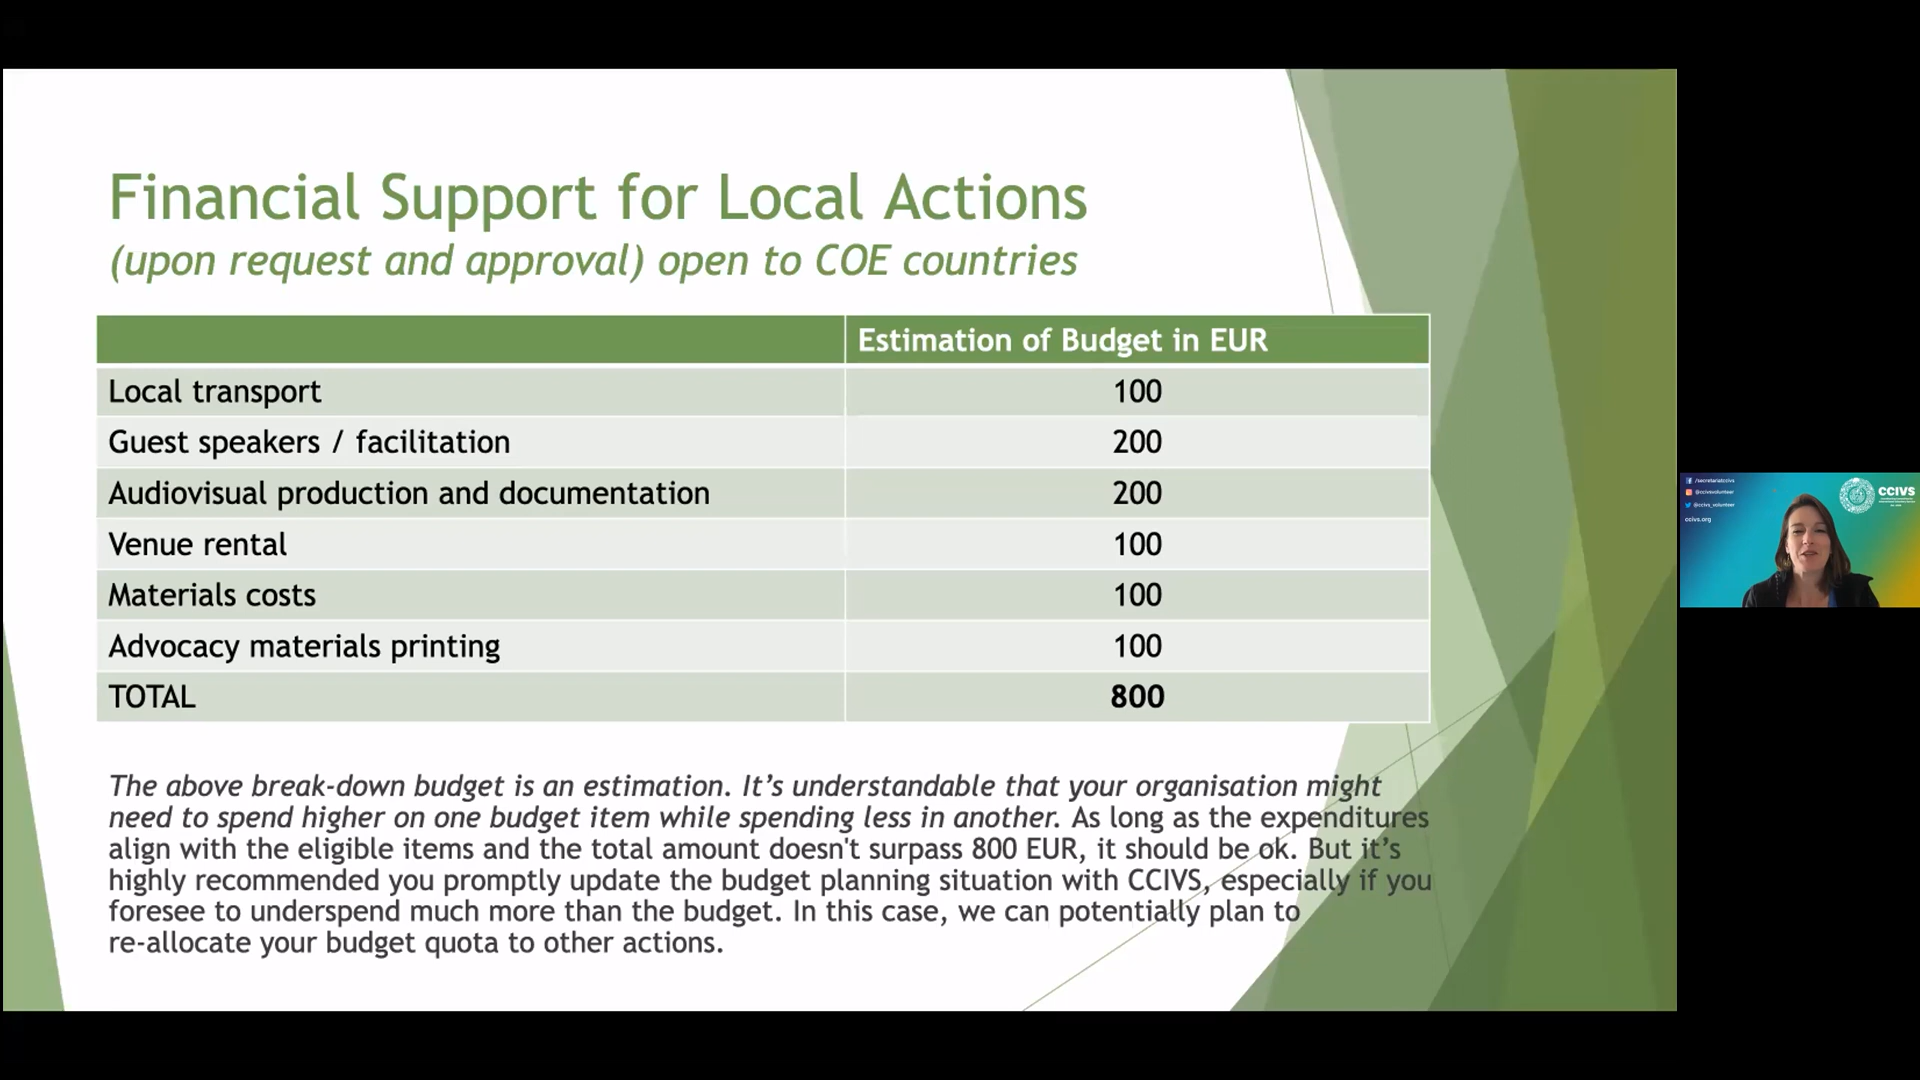 Financial Support for Local Actions
(upon request and approval) open to COE countries
Estimation of Budget in EUR
Local transport 100
Guest speakers / facilitation 200
Audiovisual production and documentation 200
Venue rental 100
Materials costs 100
Advocacy materials printing 100
TOTAL 800
The above break-down budget is an estimation. It’s understandable that your organisation might
need to spend higher on one budget item while spending less in another. As long as the expenditures
align with the eligible items and the total amount doesn't surpass 800 EUR, it should be ok. But it’s
highly recommended you promptly update the budget planning situation with CCIVS, especially if you
foresee to underspend much more than the budget. In this case, we can potentially plan to
re-allocate your budget quota to other actions.
/secretariatccivs
@ccivsvolunteer
@ccivs_volunteer
ccivs.org
CCIVS